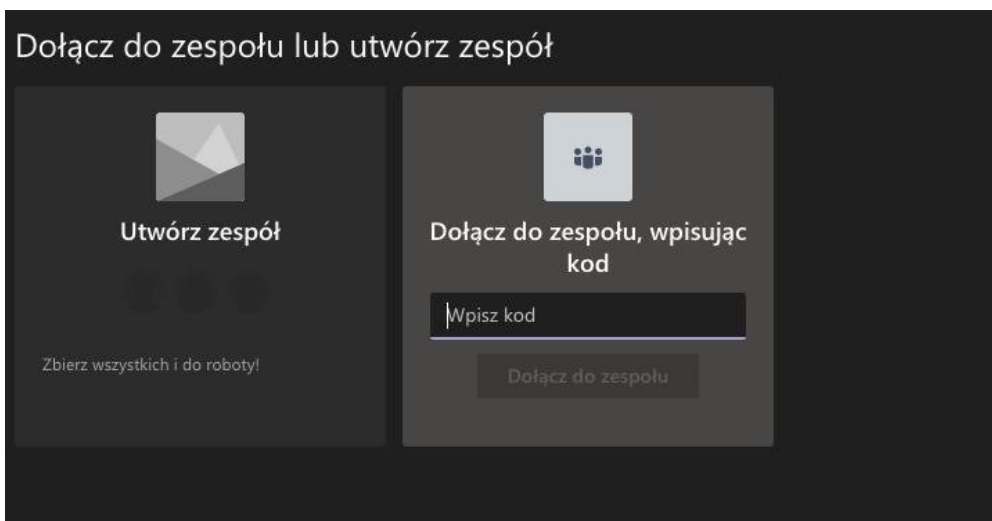 Dołącz do zespołu lub utwórz zespół
Utwórz zespół
Zbierz wszystkich i do roboty!
Dołącz do zespołu, wpisując
kod
Wpisz kod
Dołącz do zespołu